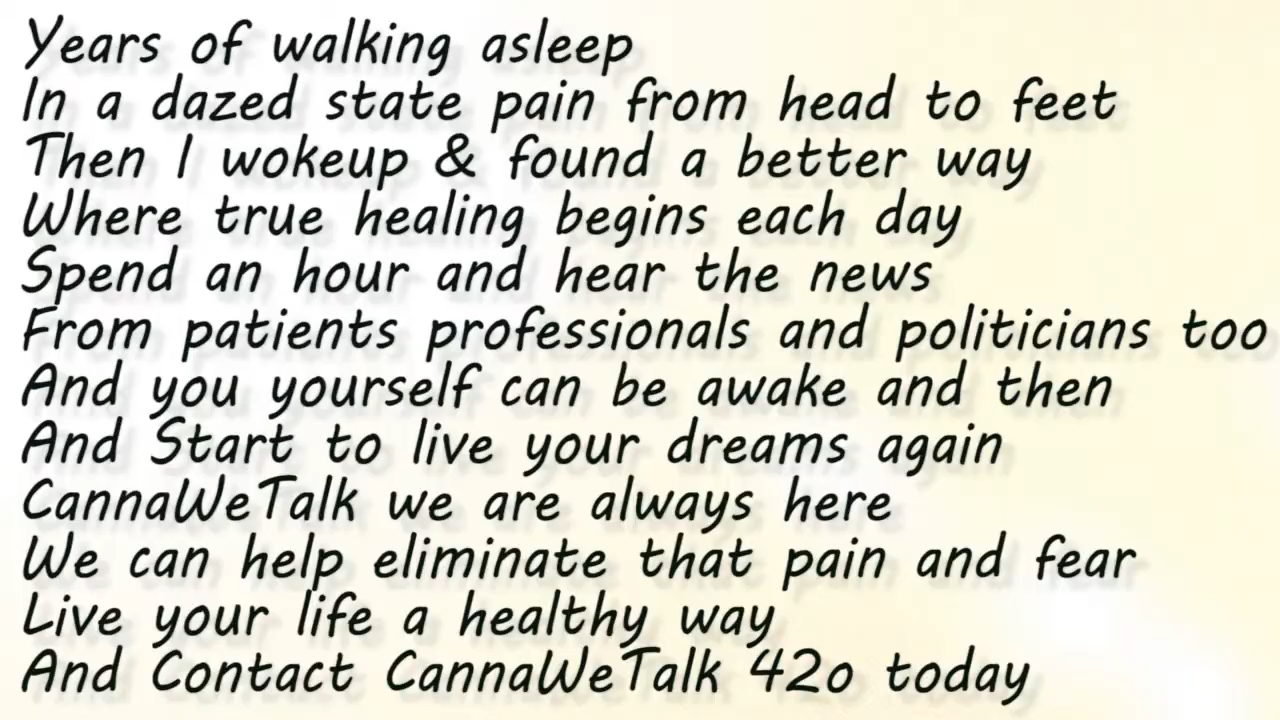 Years of walking asleep
In a dazed state pain from head to feet
Then I wokeup & found a better way
Where true healing begins each day
Spend an hour and hear the news
From patients professionals and politicians too
And you yourself can be awake and then
And Start to live your dreams again
CannaWeTalk we are always here
We can help eliminate that pain and fear
Live your life a healthy way
And Contact CannaWeTalk 42o today